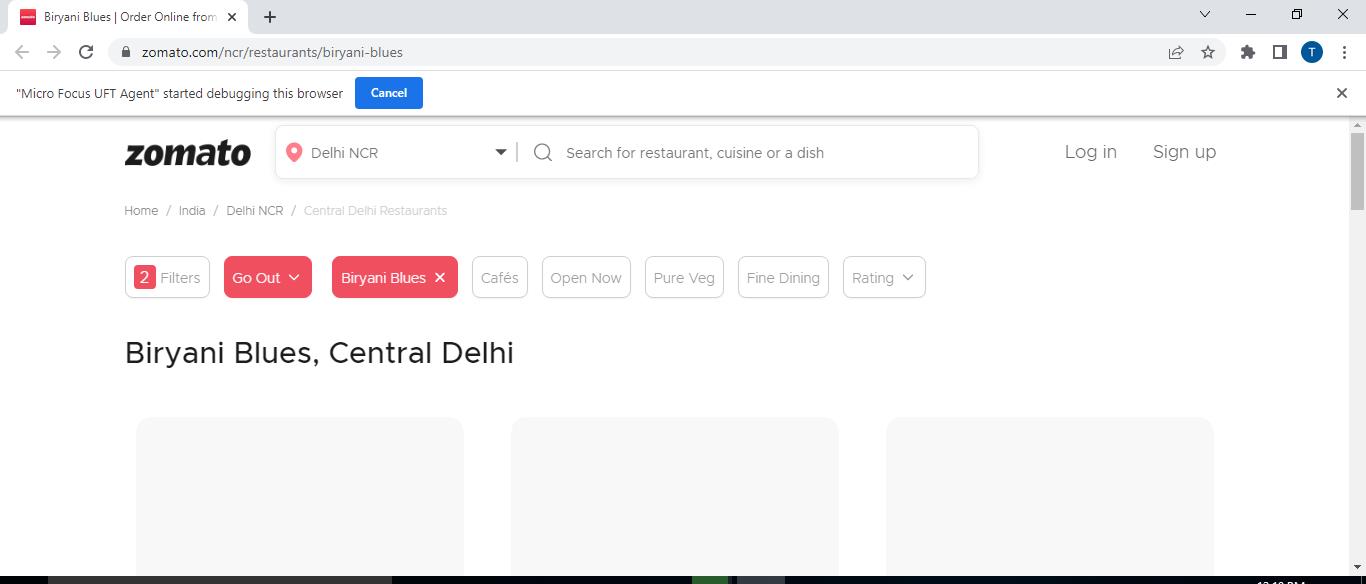 Biryani Blues | Order Online from
zomato.com/ncr/restaurants/biryani-blues
T
"Micro Focus UFT Agent" started debugging this browser
Cancel
zomato
Delhi NCR
Search for restaurant, cuisine or a dish
Log in
Sign up
Home / India / Delhi NCR / Central Delhi Restaurants
2 Filters
Go Out
Biryani Blues
Cafés
Open Now
Pure Veg
Fine Dining
Rating
Biryani Blues, Central Delhi